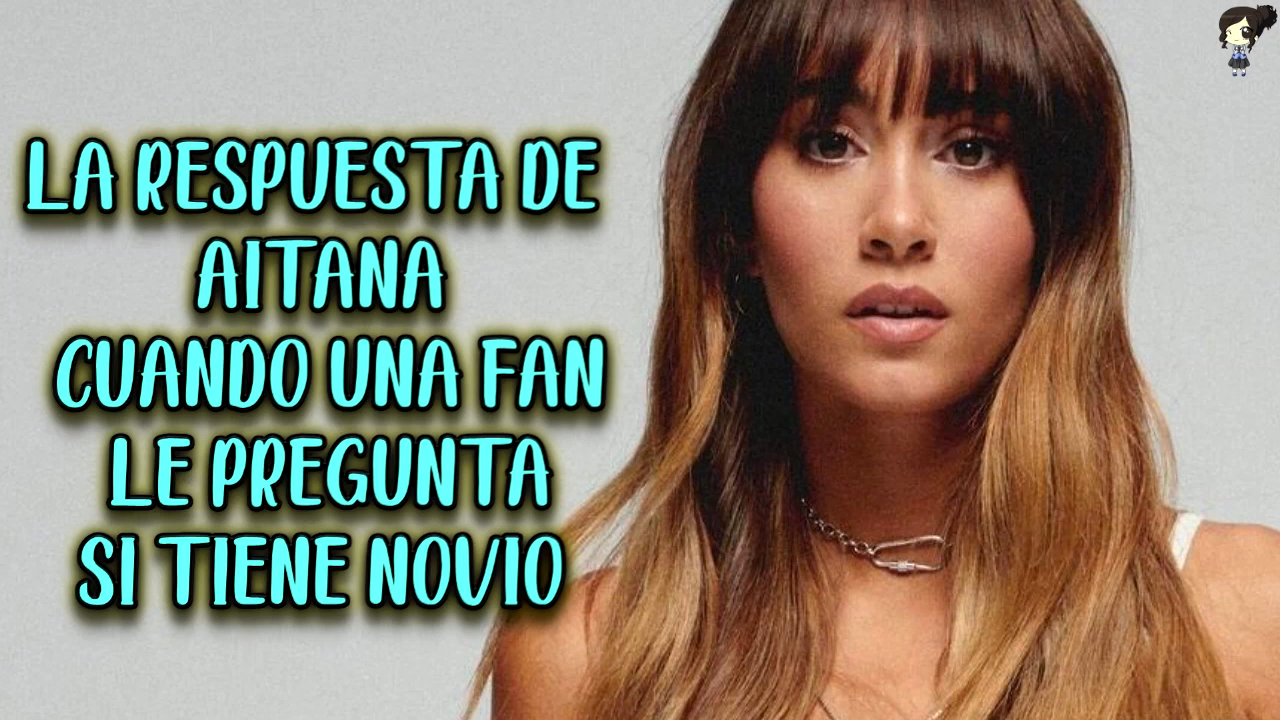 LA RESPUESTA DE
AITANA
CUANDO UNA FAN
LE PREGUNTA
SI TIENE NOVIO